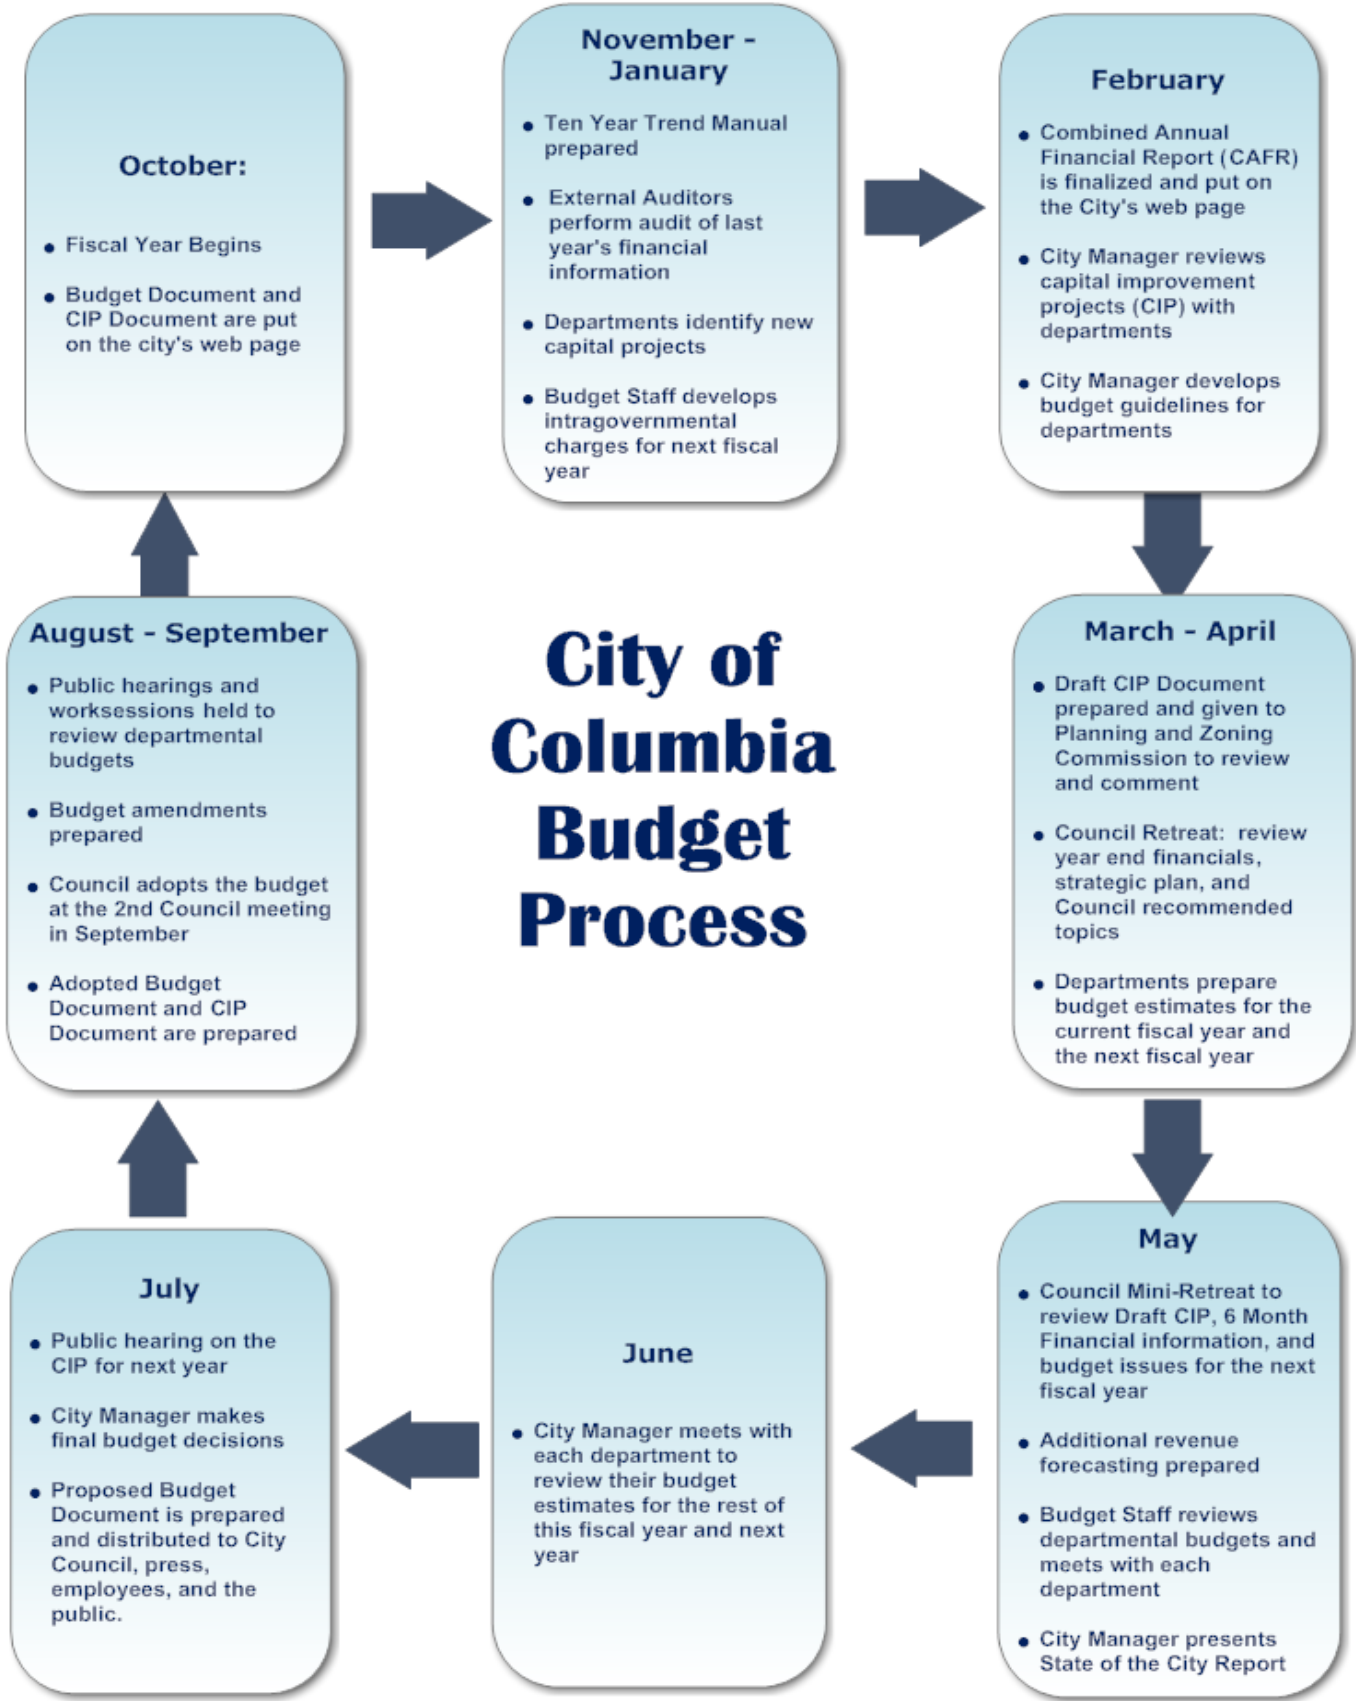 October:
• Fiscal Year Begins
• Budget Document and
CIP Document are put
on the city's web page
November -
January
• Ten Year Trend Manual
prepared
• External Auditors
perform audit of last
year's financial
information
• Departments identify new
capital projects
• Budget Staff develops
intragovernmental
charges for next fiscal
year
February
• Combined Annual
Financial Report (CAFR)
is finalized and put on
the City's web page
• City Manager reviews
capital improvement
projects (CIP) with
departments
• City Manager develops
budget guidelines for
departments
City of
Columbia
Budget
Process
March - April
• Draft CIP Document
prepared and given to
Planning and Zoning
Commission to review
and comment
• Council Retreat: review
year end financials,
strategic plan, and
Council recommended
topics
• Departments prepare
budget estimates for the
current fiscal year and
the next fiscal year
May
• Council Mini-Retreat to
review Draft CIP, 6 Month
Financial information, and
budget issues for the next
fiscal year
• Additional revenue
forecasting prepared
• Budget Staff reviews
departmental budgets and
meets with each
department
• City Manager presents
State of the City Report
June
• City Manager meets with
each department to
review their budget
estimates for the rest of
this fiscal year and next
year
July
• Public hearing on the
CIP for next year
• City Manager makes
final budget decisions
• Proposed Budget
Document is prepared
and distributed to City
Council, press,
employees, and the
public.
August - September
• Public hearings and
worksessions held to
review departmental
budgets
• Budget amendments
prepared
• Council adopts the budget
at the 2nd Council meeting
in September
• Adopted Budget
Document and CIP
Document are prepared